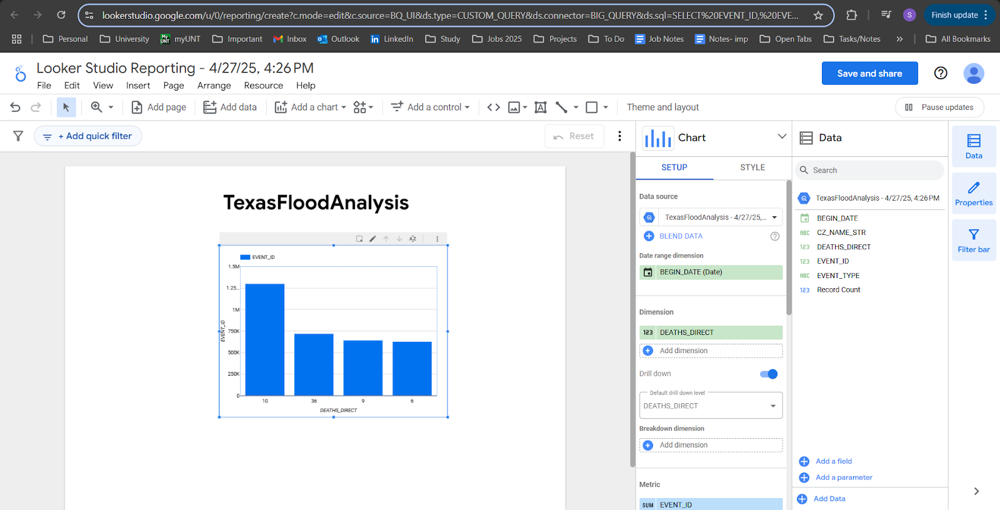 lookerstudio.google.com/u/0/reporting/create?c.mode=edit&c.source=BQ_UI&ds.type=CUSTOM_QUERY&ds.connector=BIG_QUERY&ds.sql=SELECT%20EVENT_ID,%20EVE...
S
Finish update
Personal
University
My UNT
myUNT
Important
Inbox
Outlook
LinkedIn
Study
Jobs 2025
Projects
To Do
Job Notes
Notes- imp
Open Tabs
Tasks/Notes
All Bookmarks
Looker Studio Reporting - 4/27/25, 4:26 PM
File Edit View Insert Page Arrange Resource Help
Save and share
Add page
Add data
Add a chart
Add a control
Theme and layout
Pause updates
+ Add quick filter
Reset
TexasFloodAnalysis
EVENT_ID
1.5M
1.25...
1M
750K
500K
250K
0
EVENT_ID
10 36 9 6
DEATHS_DIRECT
Chart
SETUP
STYLE
Data source
TexasFloodAnalysis - 4/27/25,...
BLEND DATA
Date range dimension
BEGIN_DATE (Date)
Dimension
123 DEATHS_DIRECT
Add dimension
Drill down
Default drill down level
DEATHS_DIRECT
Breakdown dimension
Add dimension
Metric
SUM EVENT_ID
Data
Search
TexasFloodAnalysis - 4/27/25, 4:26 PM
BEGIN_DATE
ABC CZ_NAME_STR
123 DEATHS_DIRECT
123 EVENT_ID
ABC EVENT_TYPE
123 Record Count
Add a field
Add a parameter
Add Data
Data
Properties
Filter bar